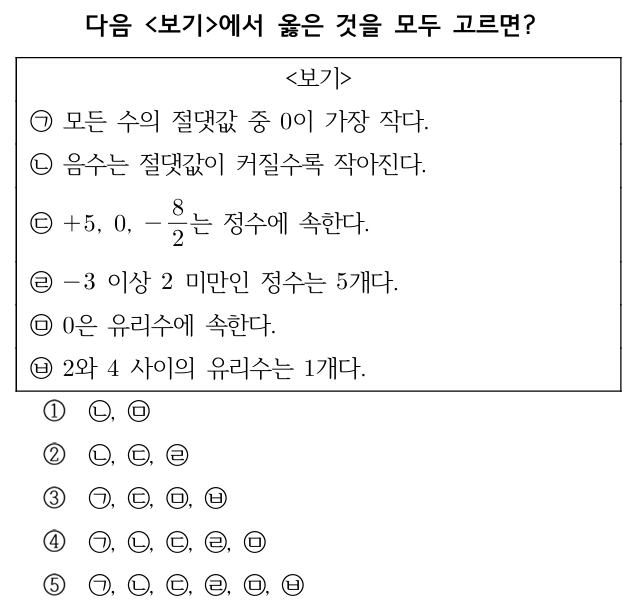 다음 <보기>에서 옳은 것을 모두 고르면?
<보기>
㉠ 모든 수의 절댓값 중 0이 가장 작다.
㉡ 음수는 절댓값이 커질수록 작아진다.
㉢ +5, 0, -8/2는 정수에 속한다.
㉣ -3 이상 2 미만인 정수는 5개다.
㉤ 0은 유리수에 속한다.
㉥ 2와 4 사이의 유리수는 1개다.
① ㉡, ㉤
② ㉡, ㉢, ㉣
③ ㉠, ㉢, ㉤, ㉥
④ ㉠, ㉡, ㉢, ㉣, ㉤
⑤ ㉠, ㉡, ㉢, ㉣, ㉤, ㉥